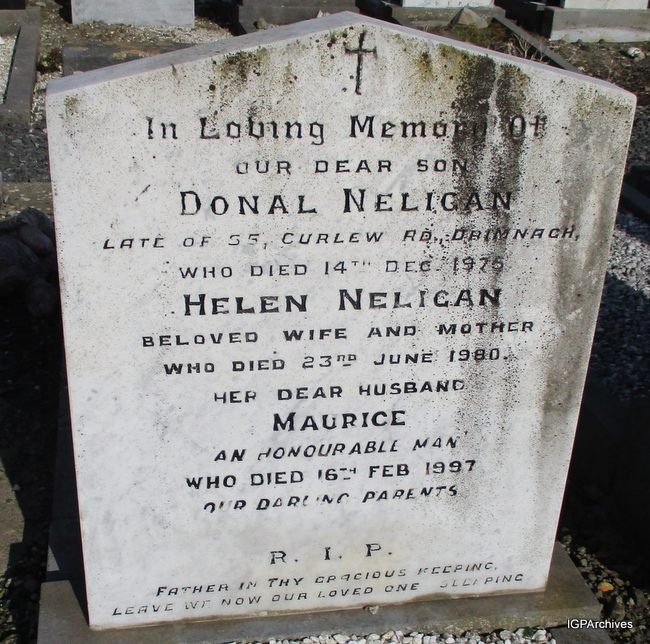 In Loving Memory Of
OUR DEAR SON
DONAL NELIGAN
LATE OF 55, CURLEW RD., DRIMNAGH,
WHO DIED 14TH DEC. 1975
HELEN NELIGAN
BELOVED WIFE AND MOTHER
WHO DIED 23RD JUNE 1980.
HER DEAR HUSBAND
MAURICE
AN HONOURABLE MAN
WHO DIED 16TH FEB 1997
OUR DARLING PARENTS
R. I. P.
FATHER IN THY GRACIOUS KEEPING,
LEAVE WE NOW OUR LOVED ONE SLEEPING
IGPArchives